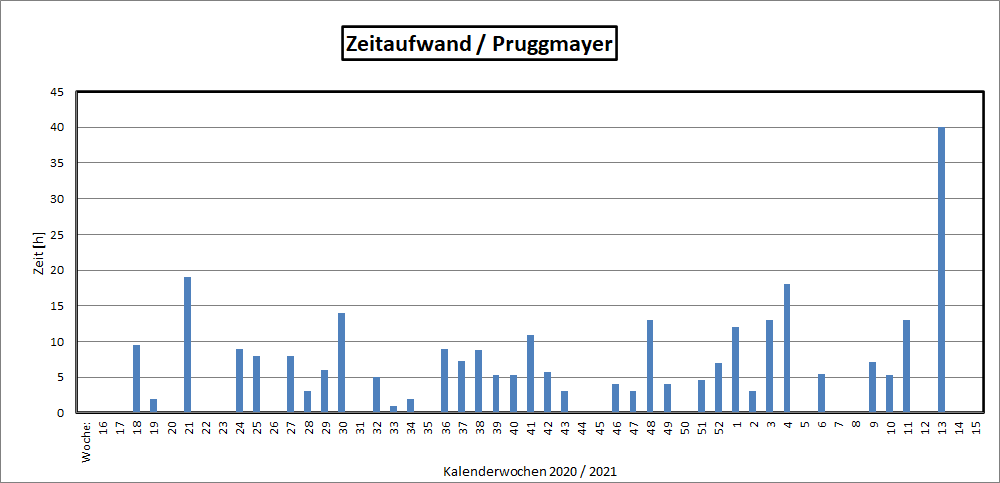 Zeitaufwand / Pruggmayer
45
40
35
30
25
20
15
10
5
0
Zeit [h]
Woche: 16 17 18 19 20 21 22 23 24 25 26 27 28 29 30 31 32 33 34 35 36 37 38 39 40 41 42 43 44 45 46 47 48 49 50 51 52 1 2 3 4 5 6 7 8 9 10 11 12 13 14 15
Kalenderwochen 2020 / 2021